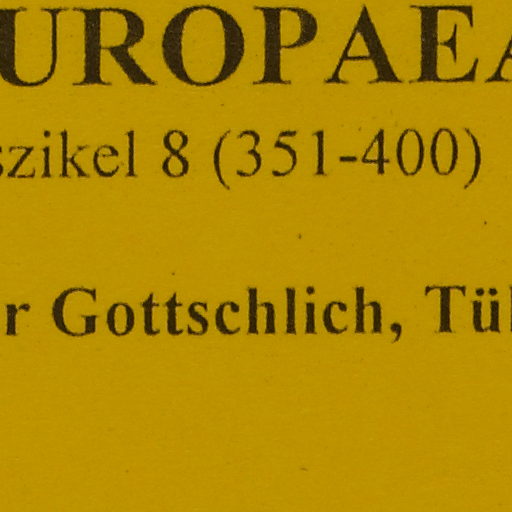 UROPAEA
szikel 8 (351-400)
r Gottschlich, Tü